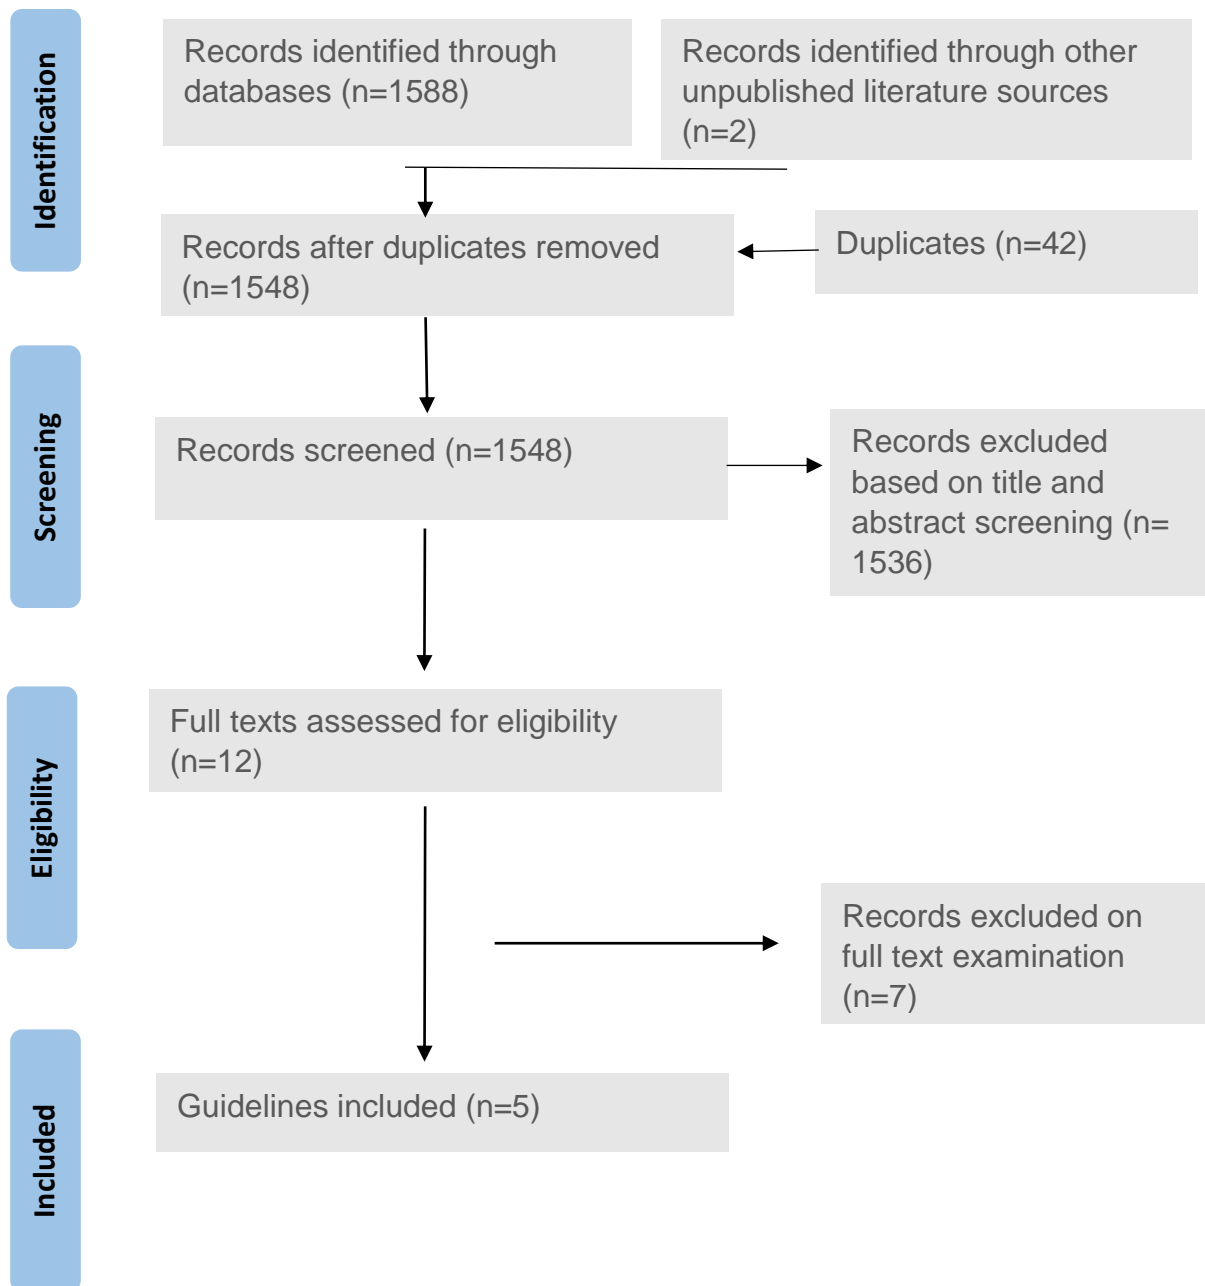 Identification
Records identified through
databases (n=1588)
Records identified through other
unpublished literature sources
(n=2)
Records after duplicates removed
(n=1548)
Duplicates (n=42)
Screening
Records screened (n=1548)
Records excluded
based on title and
abstract screening (n=
1536)
Eligibility
Full texts assessed for eligibility
(n=12)
Records excluded on
full text examination
(n=7)
Included
Guidelines included (n=5)